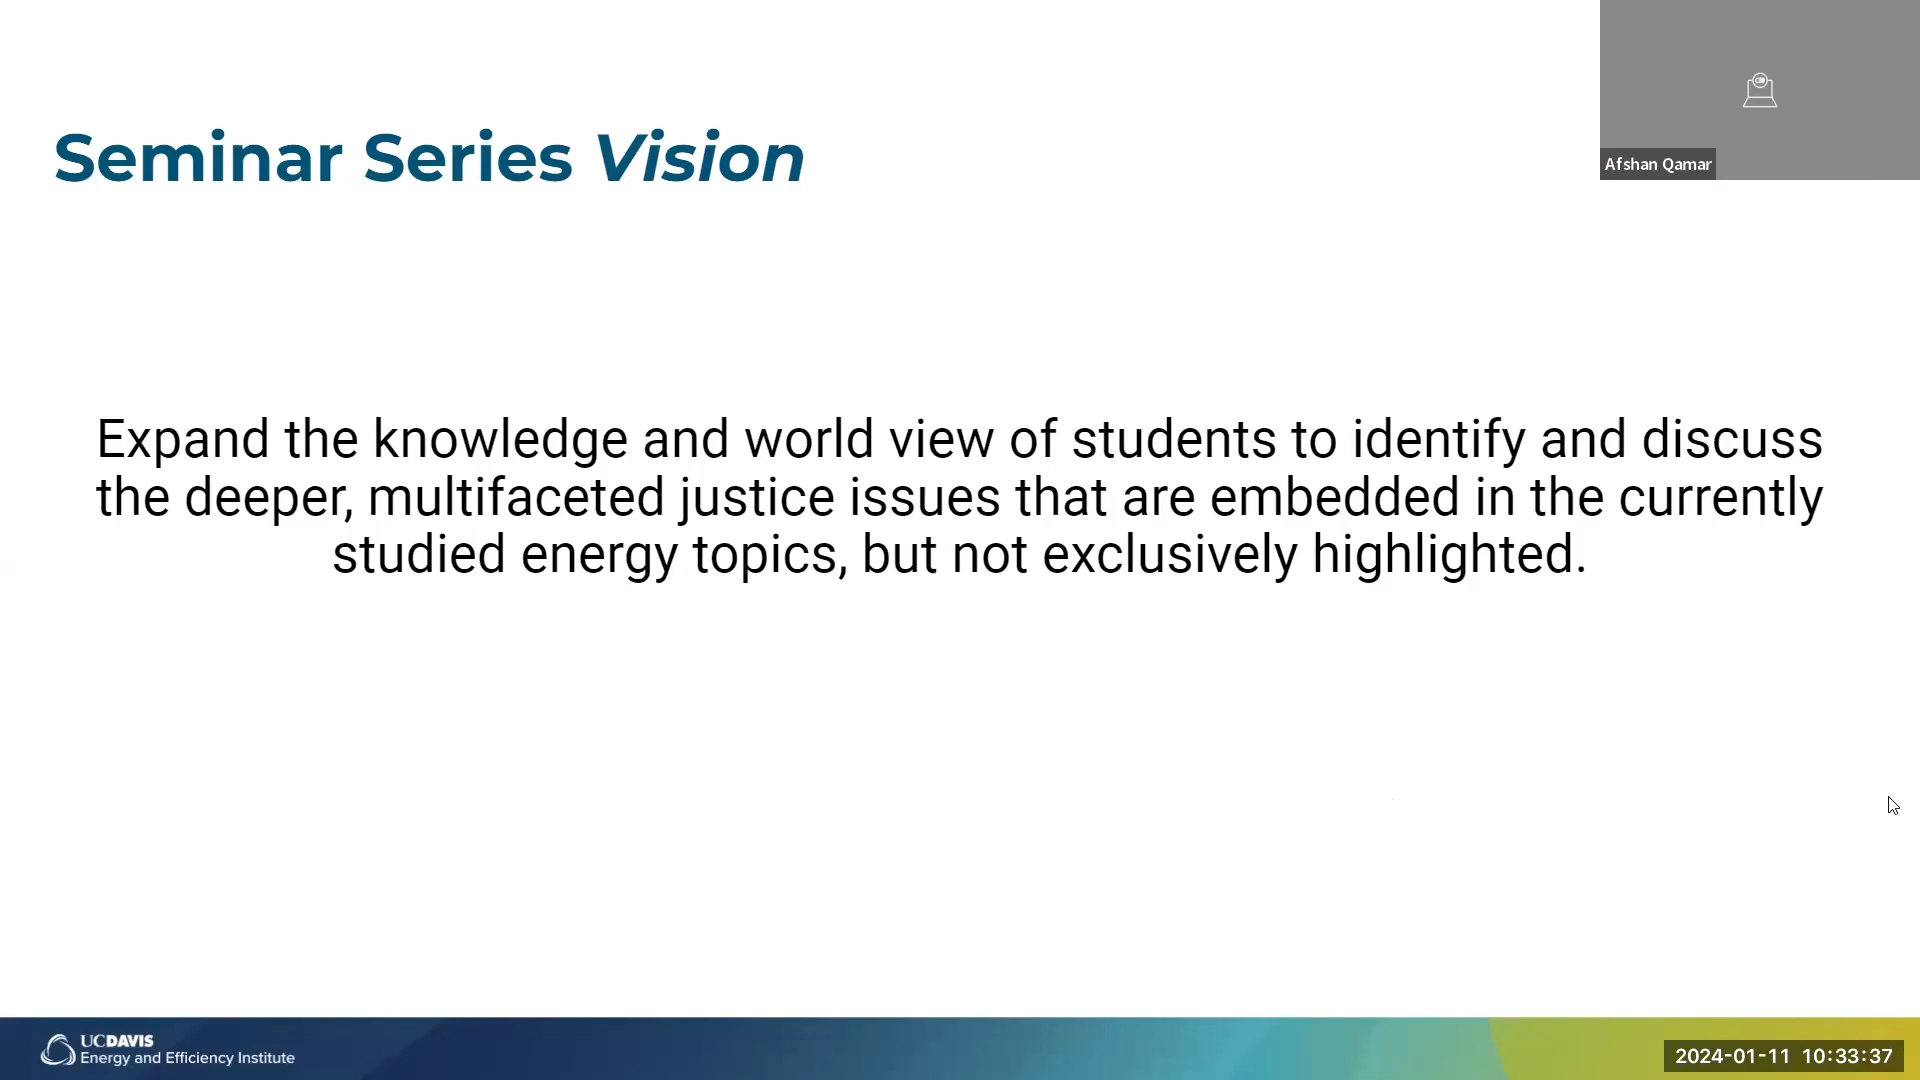 Seminar Series Vision
Afshan Qamar
Expand the knowledge and world view of students to identify and discuss
the deeper, multifaceted justice issues that are embedded in the currently
studied energy topics, but not exclusively highlighted.
UCDAVIS
Energy and Efficiency Institute
2024-01-11 10:33:37